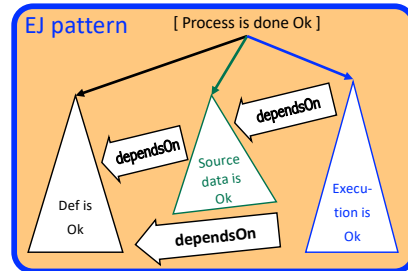 EJ pattern
[ Process is done Ok ]
dependsOn
dependsOn
Source
data is
Ok
Def is
Ok
Execu-
tion is
Ok
dependsOn